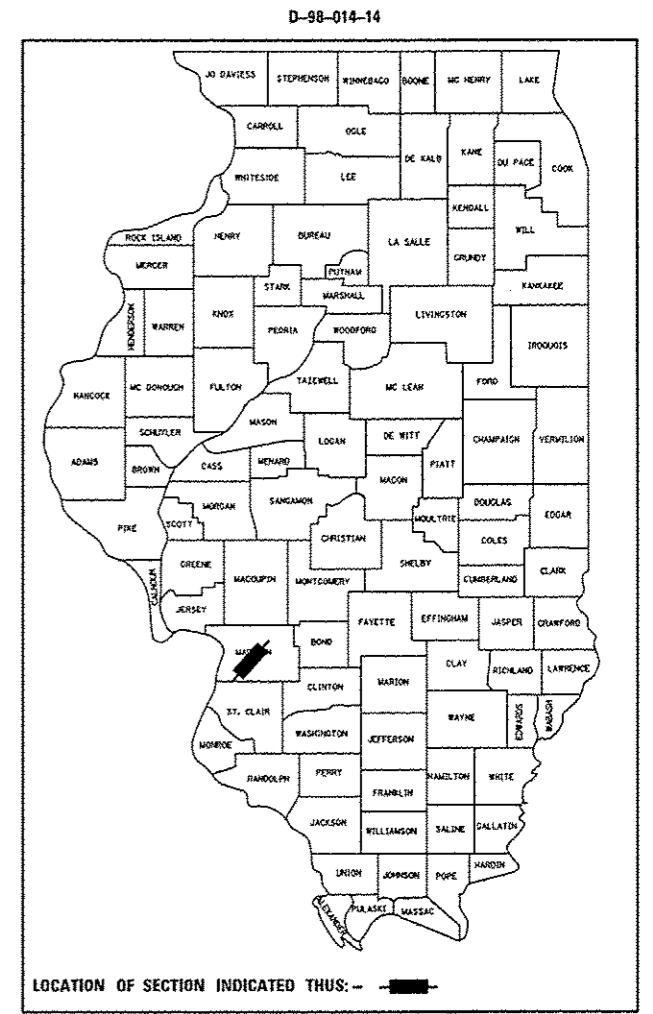 D-98-014-14
JO DAVIESS STEPHENSON WINNEBAGO BOONE MC HENRY LAKE
CARROLL OGLE DE KALB KANE DU PAGE COOK
WHITESIDE LEE
KENDALL
ROCK ISLAND HENRY BUREAU LA SALLE WILL
MERCER PUTNAM GRUNDY
STARK MARSHALL KANKAKEE
HENDERSON WARREN KNOX PEORIA WOODFORD LIVINGSTON
IROQUOIS
HANCOCK MC DONOUGH FULTON TAZEWELL MC LEAN FORD
MASON
SCHUYLER LOGAN DE WITT CHAMPAIGN VERMILION
ADAMS BROWN CASS MENARD PIATT
MACON
MORGAN SANGAMON DOUGLAS
PIKE SCOTT CHRISTIAN MOULTRIE EDGAR
COLES
GREENE SHELBY
CALHOUN MACOUPIN MONTGOMERY CUMBERLAND CLARK
JERSEY FAYETTE EFFINGHAM JASPER CRAWFORD
BOND
CLAY RICHLAND LAWRENCE
CLINTON MARION
ST. CLAIR WAYNE EDWARDS WABASH
WASHINGTON JEFFERSON
MONROE
RANDOLPH PERRY HAMILTON WHITE
FRANKLIN
JACKSON WILLIAMSON SALINE GALLATIN
HARDIN
UNION JOHNSON POPE
ALEXANDER PULASKI MASSAC
LOCATION OF SECTION INDICATED THUS:-